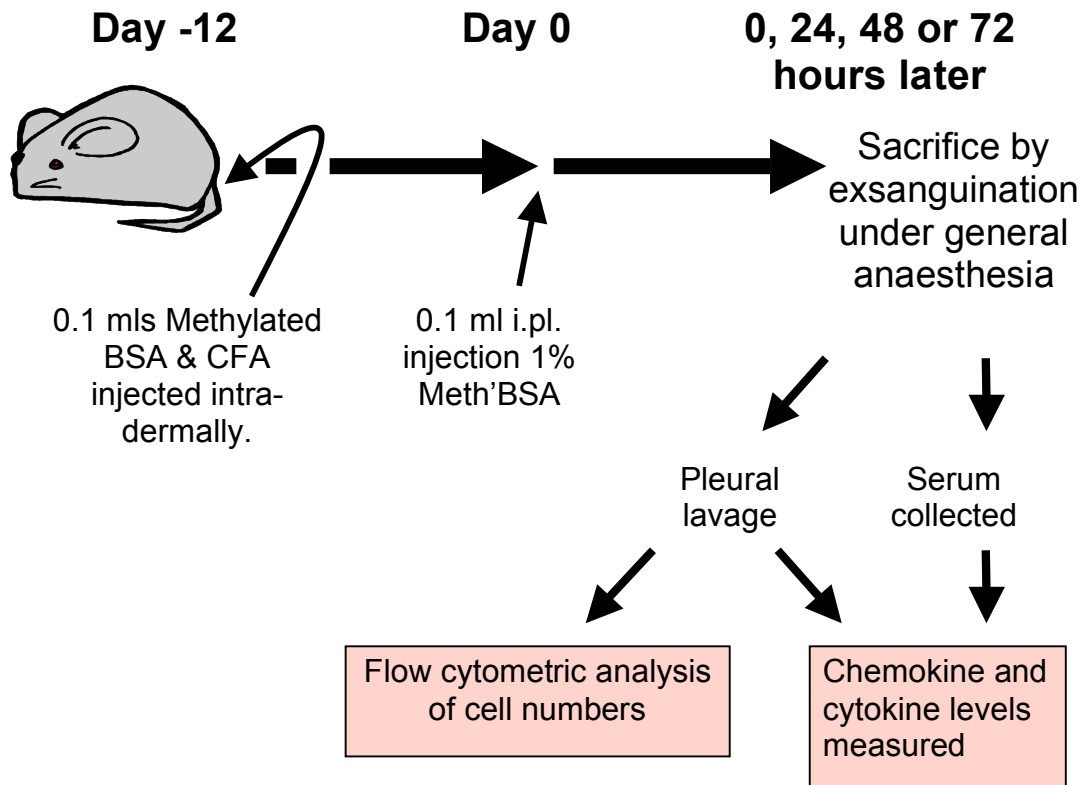 Day -12
Day 0
0, 24, 48 or 72
hours later
Sacrifice by
exsanguination
under general
anaesthesia
0.1 mls Methylated
BSA & CFA
injected intra-
dermally.
0.1 ml i.pl.
injection 1%
Meth'BSA
Pleural
lavage
Serum
collected
Flow cytometric analysis
of cell numbers
Chemokine and
cytokine levels
measured